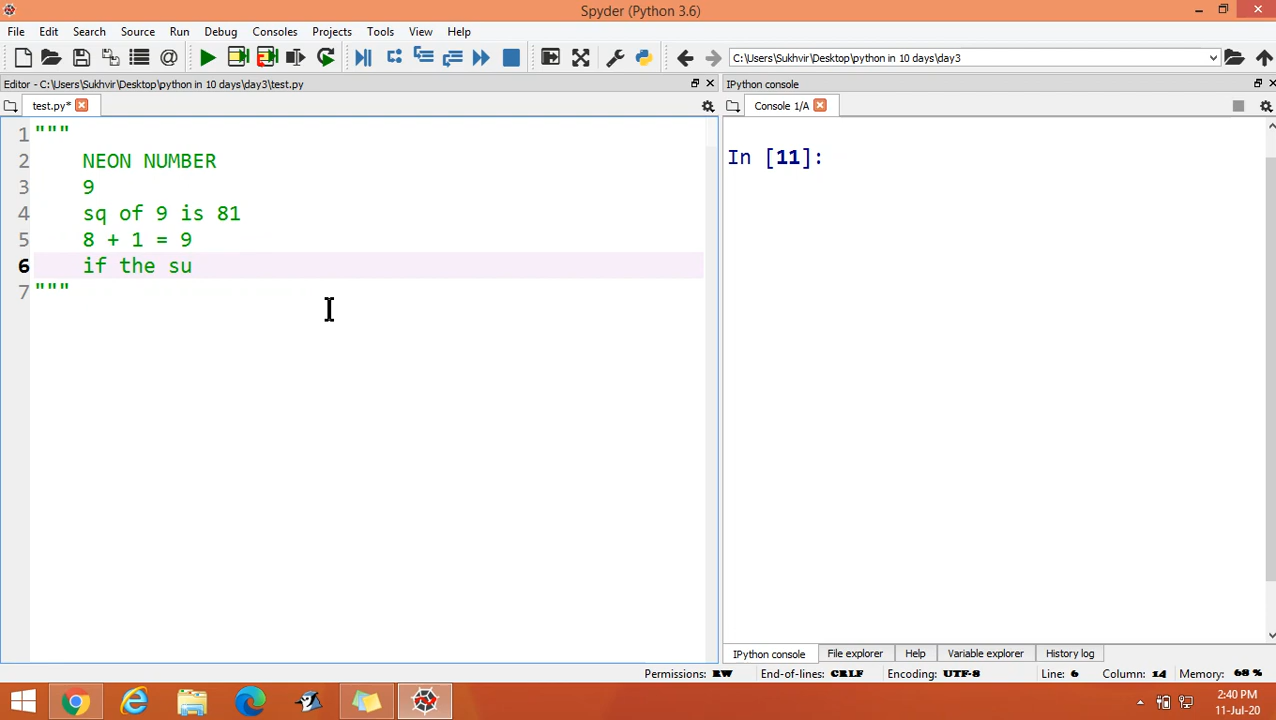 Spyder (Python 3.6)
File Edit Search Source Run Debug Consoles Projects Tools View Help
C:\Users\Sukhvir\Desktop\python in 10 days\day3
Editor - C:\Users\Sukhvir\Desktop\python in 10 days\day3\test.py
IPython console
test.py*
Console 1/A
1 """
2 NEON NUMBER
3 9
4 sq of 9 is 81
5 8 + 1 = 9
6 if the su
7 """
In [11]:
IPython console File explorer Help Variable explorer History log
Permissions: RW End-of-lines: CRLF Encoding: UTF-8 Line: 6 Column: 14 Memory: 68 %
2:40 PM
11-Jul-20